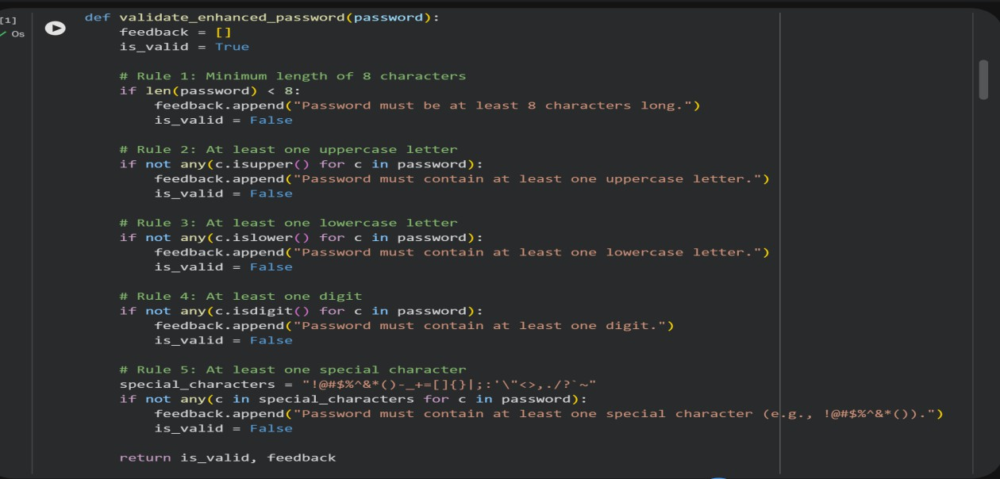 [1]
0s
def validate_enhanced_password(password):
    feedback = []
    is_valid = True

    # Rule 1: Minimum length of 8 characters
    if len(password) < 8:
        feedback.append("Password must be at least 8 characters long.")
        is_valid = False

    # Rule 2: At least one uppercase letter
    if not any(c.isupper() for c in password):
        feedback.append("Password must contain at least one uppercase letter.")
        is_valid = False

    # Rule 3: At least one lowercase letter
    if not any(c.islower() for c in password):
        feedback.append("Password must contain at least one lowercase letter.")
        is_valid = False

    # Rule 4: At least one digit
    if not any(c.isdigit() for c in password):
        feedback.append("Password must contain at least one digit.")
        is_valid = False

    # Rule 5: At least one special character
    special_characters = "!@#$%^&*()-_+=[]{}|;:'\"<>,./?`~"
    if not any(c in special_characters for c in password):
        feedback.append("Password must contain at least one special character (e.g., !@#$%^&*()).")
        is_valid = False

    return is_valid, feedback